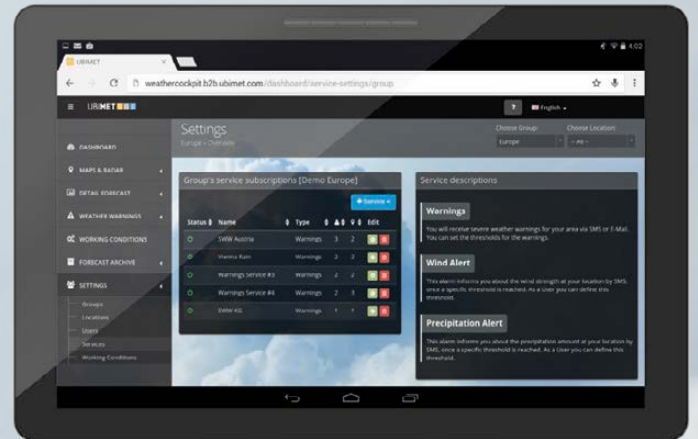 4:02
UBIMET
weathercockpit.b2b.ubimet.com/dashboard/service-settings/group
UBIMET
?
English
Settings
Europe » Overview
Choose Group:
Choose Location:
Europe
-- All --
DASHBOARD
MAPS & RADAR
DETAIL FORECAST
WEATHER WARNINGS
WORKING CONDITIONS
FORECAST ARCHIVE
SETTINGS
Groups
Locations
Users
Services
Working Conditions
Group's service subscriptions [Demo Europe]
Service
Status Name Type Edit
SWW Austria Warnings 3 2
Vienna Rain Warnings 2 2
Warnings Service #3 Warnings 2 2
Warnings Service #4 Warnings 2 3
Warnings 1 1
Service descriptions
Warnings
You will receive severe weather warnings for your area via SMS or E-Mail.
You can set the thresholds for the warnings.
Wind Alert
This alarm informs you about the wind strength at your location by SMS,
once a specific threshold is reached. As a User you can define this
threshold.
Precipitation Alert
This alarm informs you about the precipitation amount at your location by
SMS, once a specific threshold is reached. As a User you can define this
threshold.